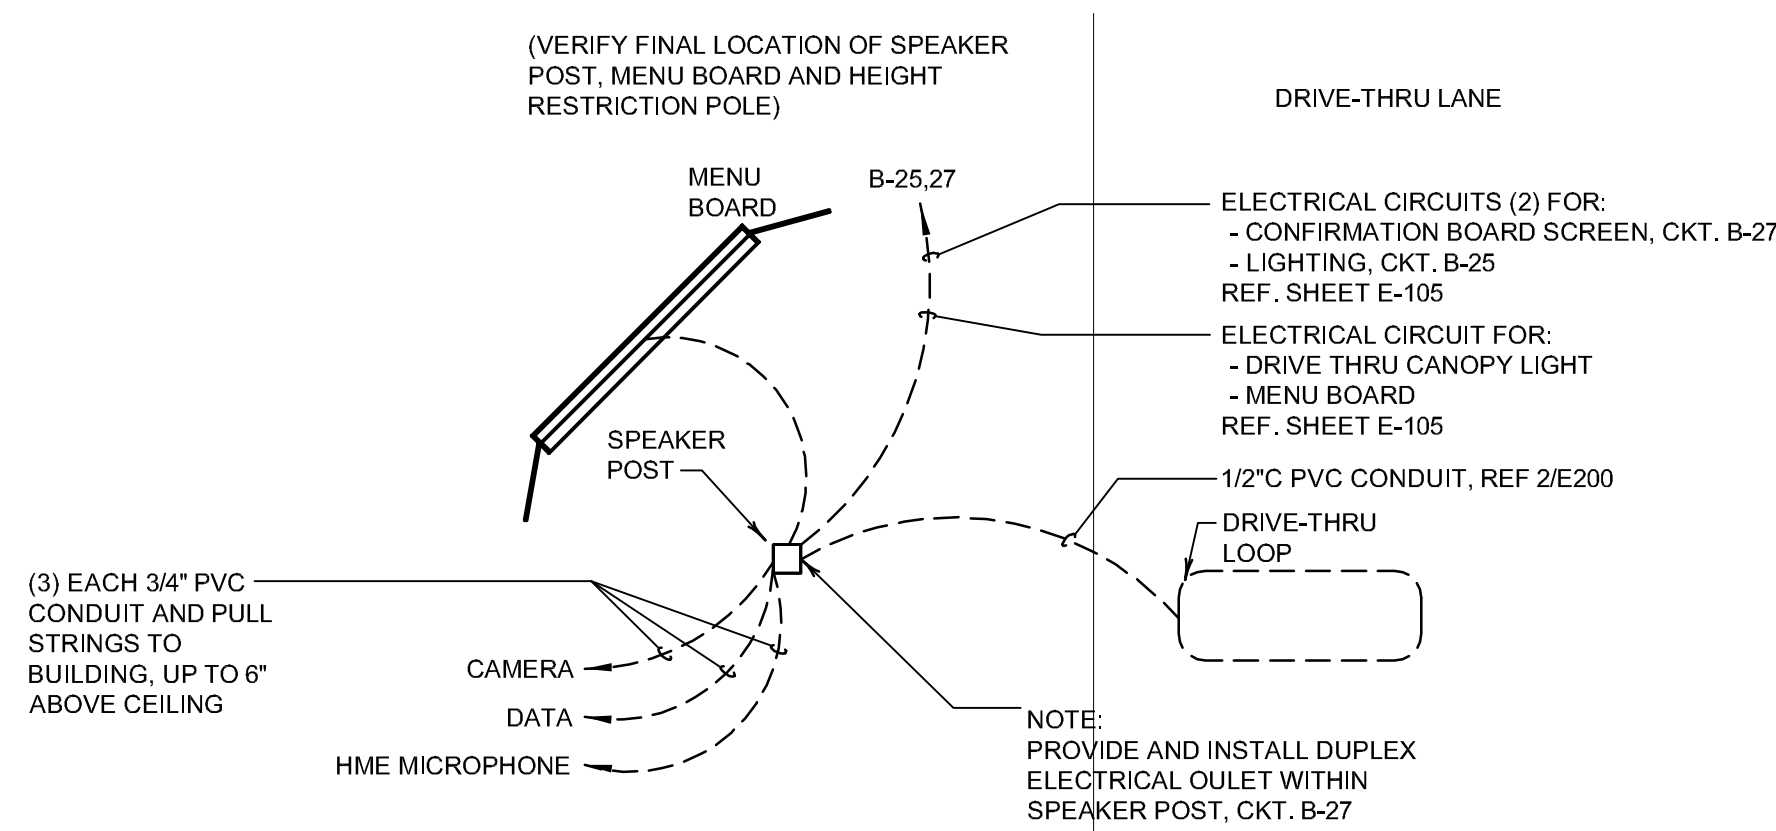 (VERIFY FINAL LOCATION OF SPEAKER
POST, MENU BOARD AND HEIGHT
RESTRICTION POLE)
DRIVE-THRU LANE
MENU
BOARD
B-25,27
ELECTRICAL CIRCUITS (2) FOR:
- CONFIRMATION BOARD SCREEN, CKT. B-27
- LIGHTING, CKT. B-25
REF. SHEET E-105
ELECTRICAL CIRCUIT FOR:
- DRIVE THRU CANOPY LIGHT
- MENU BOARD
REF. SHEET E-105
SPEAKER
POST
1/2"C PVC CONDUIT, REF 2/E200
DRIVE-THRU
LOOP
(3) EACH 3/4" PVC
CONDUIT AND PULL
STRINGS TO
BUILDING, UP TO 6"
ABOVE CEILING
CAMERA
DATA
HME MICROPHONE
NOTE:
PROVIDE AND INSTALL DUPLEX
ELECTRICAL OULET WITHIN
SPEAKER POST, CKT. B-27